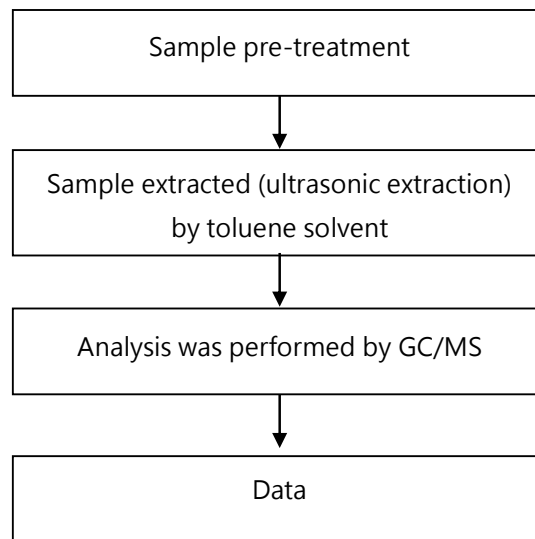 Sample pre-treatment
Sample extracted (ultrasonic extraction)
by toluene solvent
Analysis was performed by GC/MS
Data